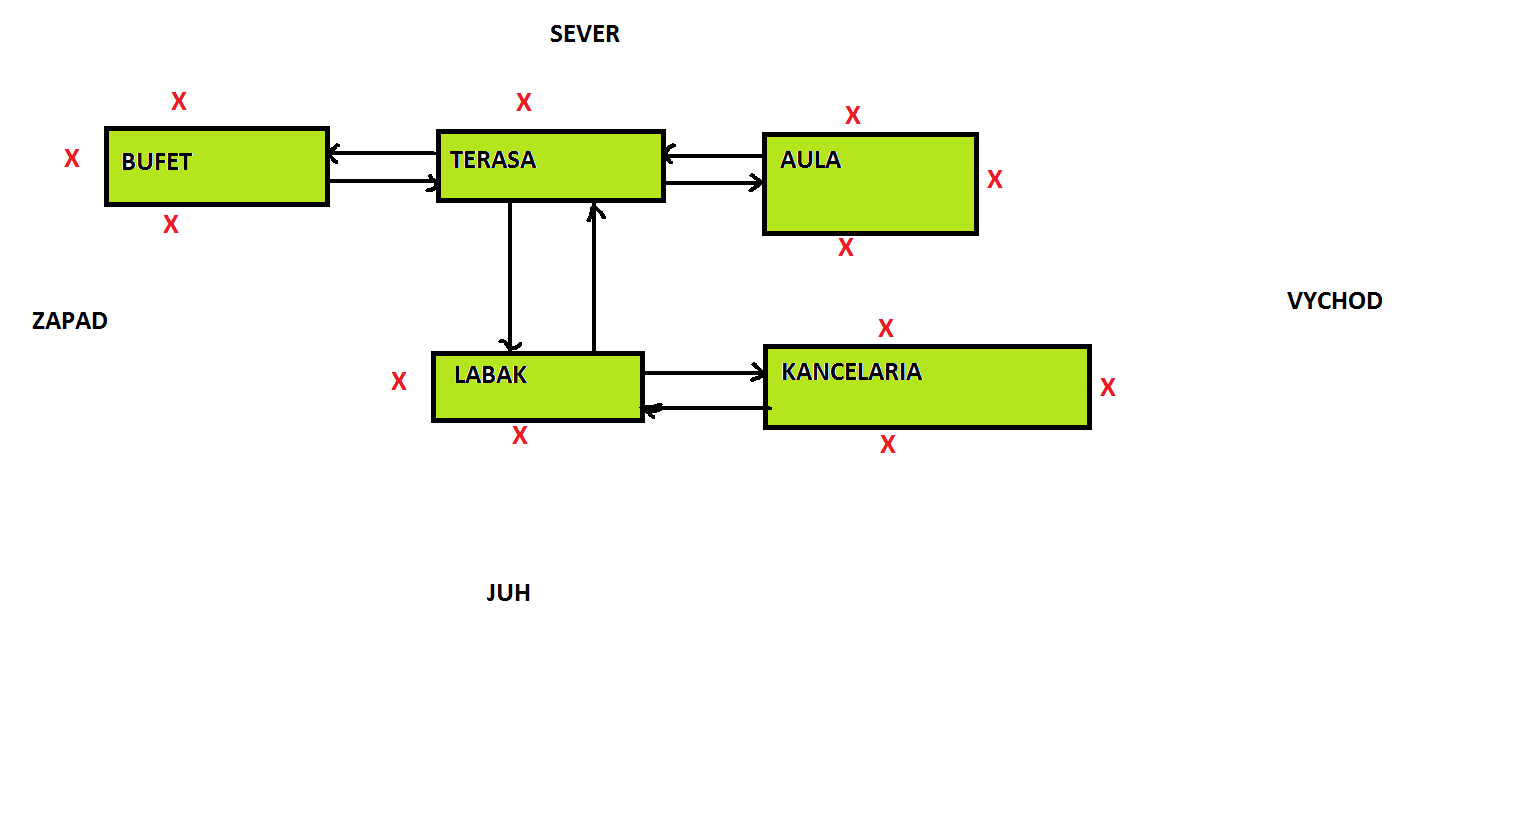 SEVER
X X X
X BUFET TERASA AULA X
X X
ZAPAD VYCHOD
X
X LABAK KANCELARIA X
X X
JUH